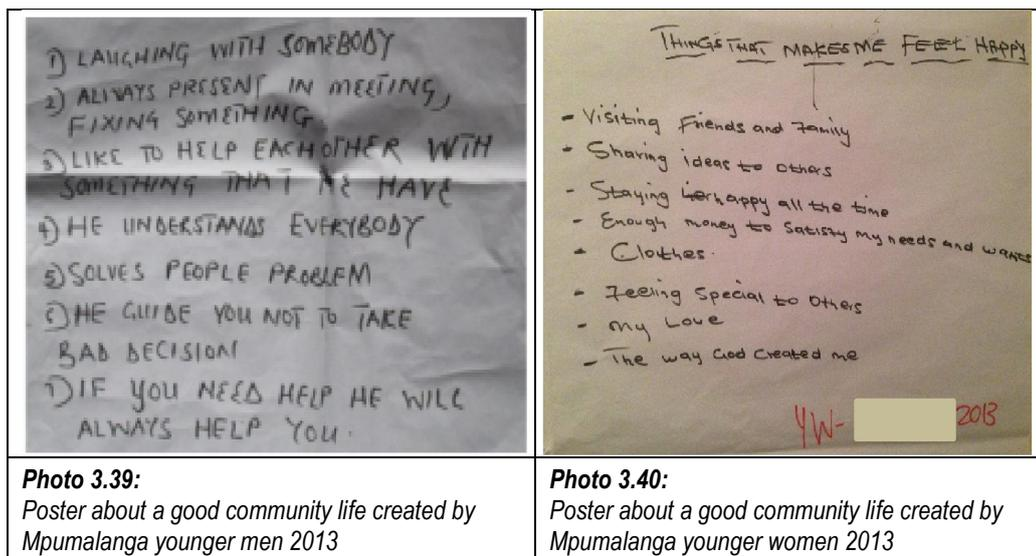 1) LAUGHING WITH SOMEBODY
2) ALWAYS PRESENT IN MEETING,
FIXING SOMETHING
3) LIKE TO HELP EACH OTHER WITH
SOMETHING THAT HE HAVE
4) HE UNDERSTANDS EVERYBODY
5) SOLVES PEOPLE PROBLEM
6) HE GUIDE YOU NOT TO TAKE
BAD DECISION
7) IF YOU NEED HELP HE WILL
ALWAYS HELP YOU.
Photo 3.39:
Poster about a good community life created by
Mpumalanga younger men 2013
THINGS THAT MAKES ME FEEL HAPPY
- Visiting Friends and Family
- Sharing ideas to others
- Staying happy all the time
- Enough money to Satisfy my needs and wants
- Clothes.
- Feeling Special to Others
- My Love
- The way God created me
YW- 2013
Photo 3.40:
Poster about a good community life created by
Mpumalanga younger women 2013